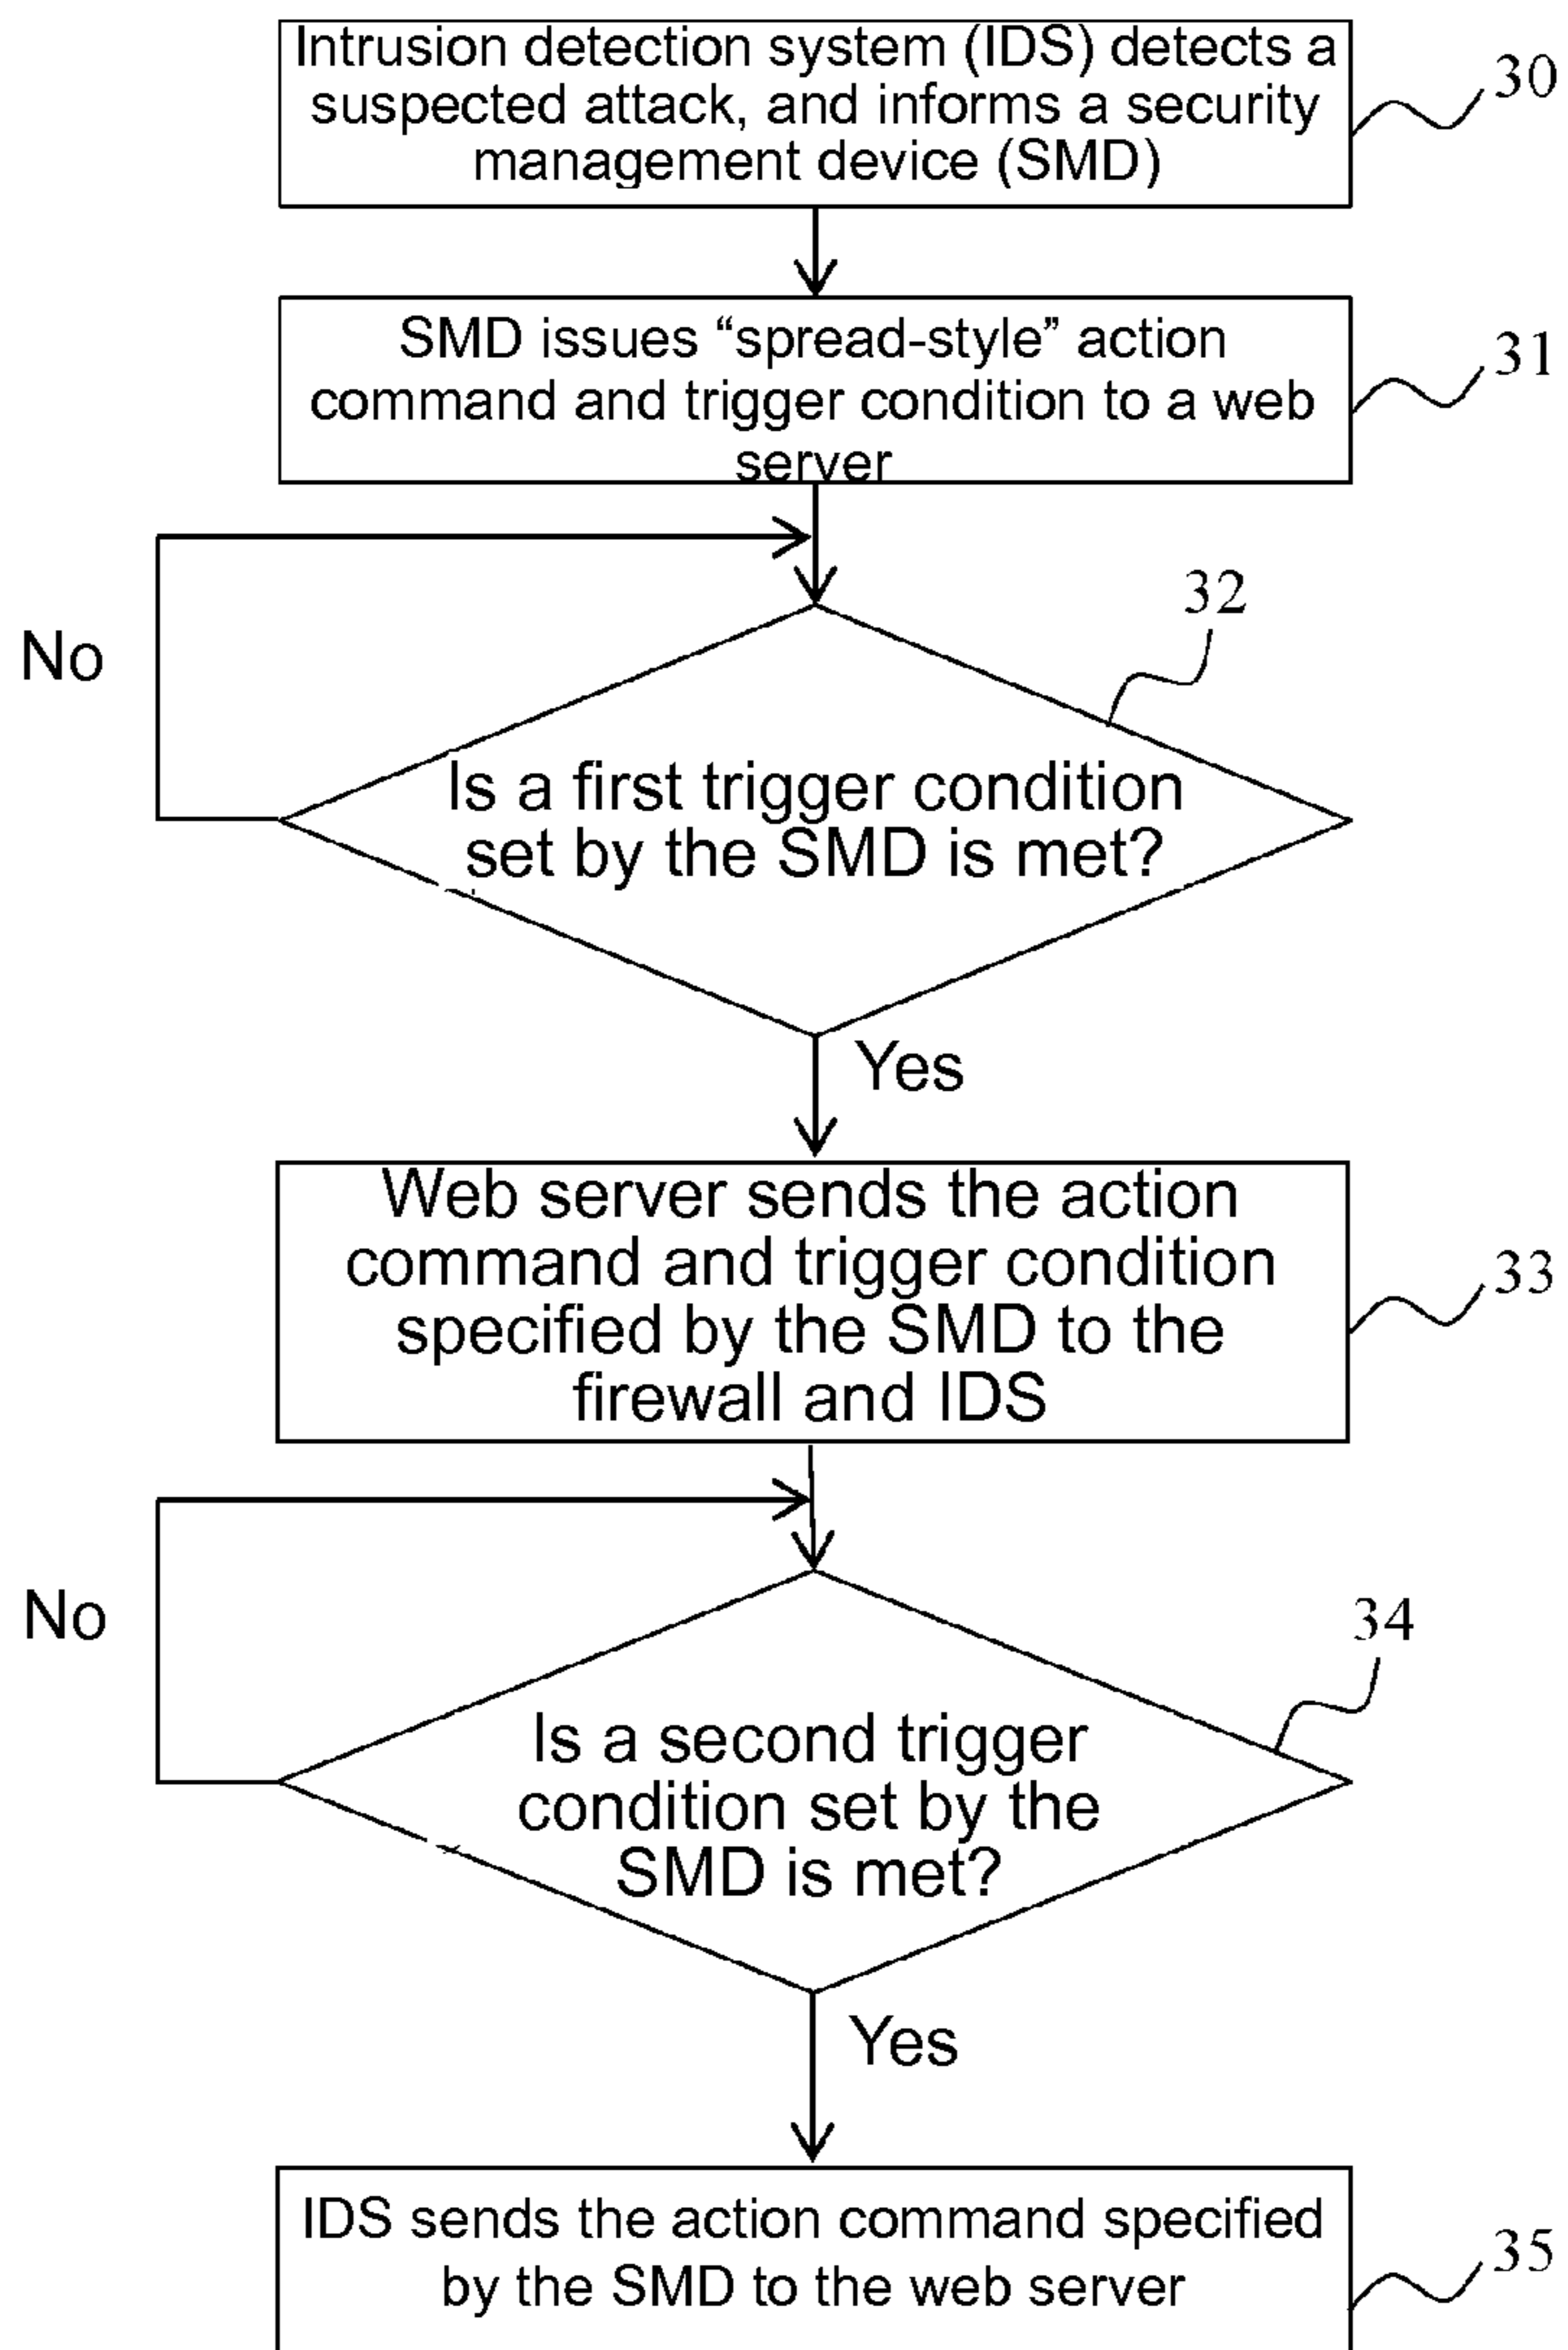 Intrusion detection system (IDS) detects a
suspected attack, and informs a security
management device (SMD)
30
SMD issues “spread-style” action
command and trigger condition to a web
server
31
No
32
Is a first trigger condition
set by the SMD is met?
Yes
Web server sends the action
command and trigger condition
specified by the SMD to the
firewall and IDS
33
No
34
Is a second trigger
condition set by the
SMD is met?
Yes
IDS sends the action command specified
by the SMD to the web server
35